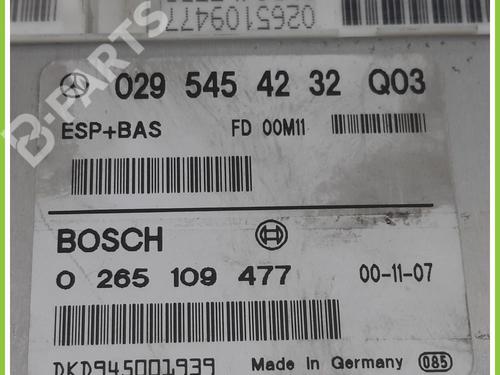 0265109477
B-PARTS
029 545 42 32 Q03
ESP+BAS FD 00M11
BOSCH
0 265 109 477 00-11-07
DKD945001939 Made in Germany 085